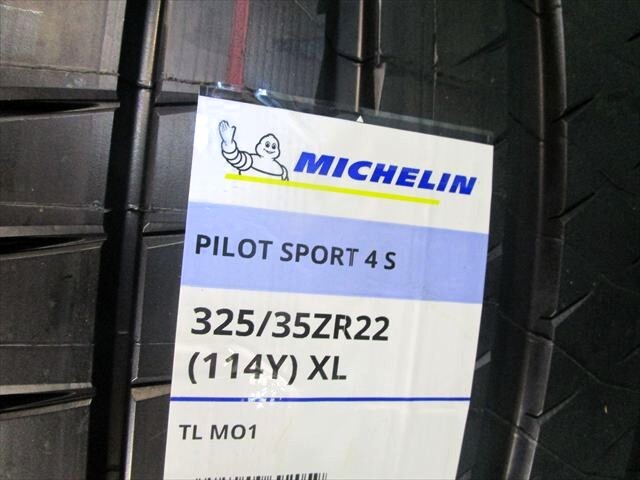 MICHELIN
PILOT SPORT 4 S
325/35ZR22
(114Y) XL
TL MO1